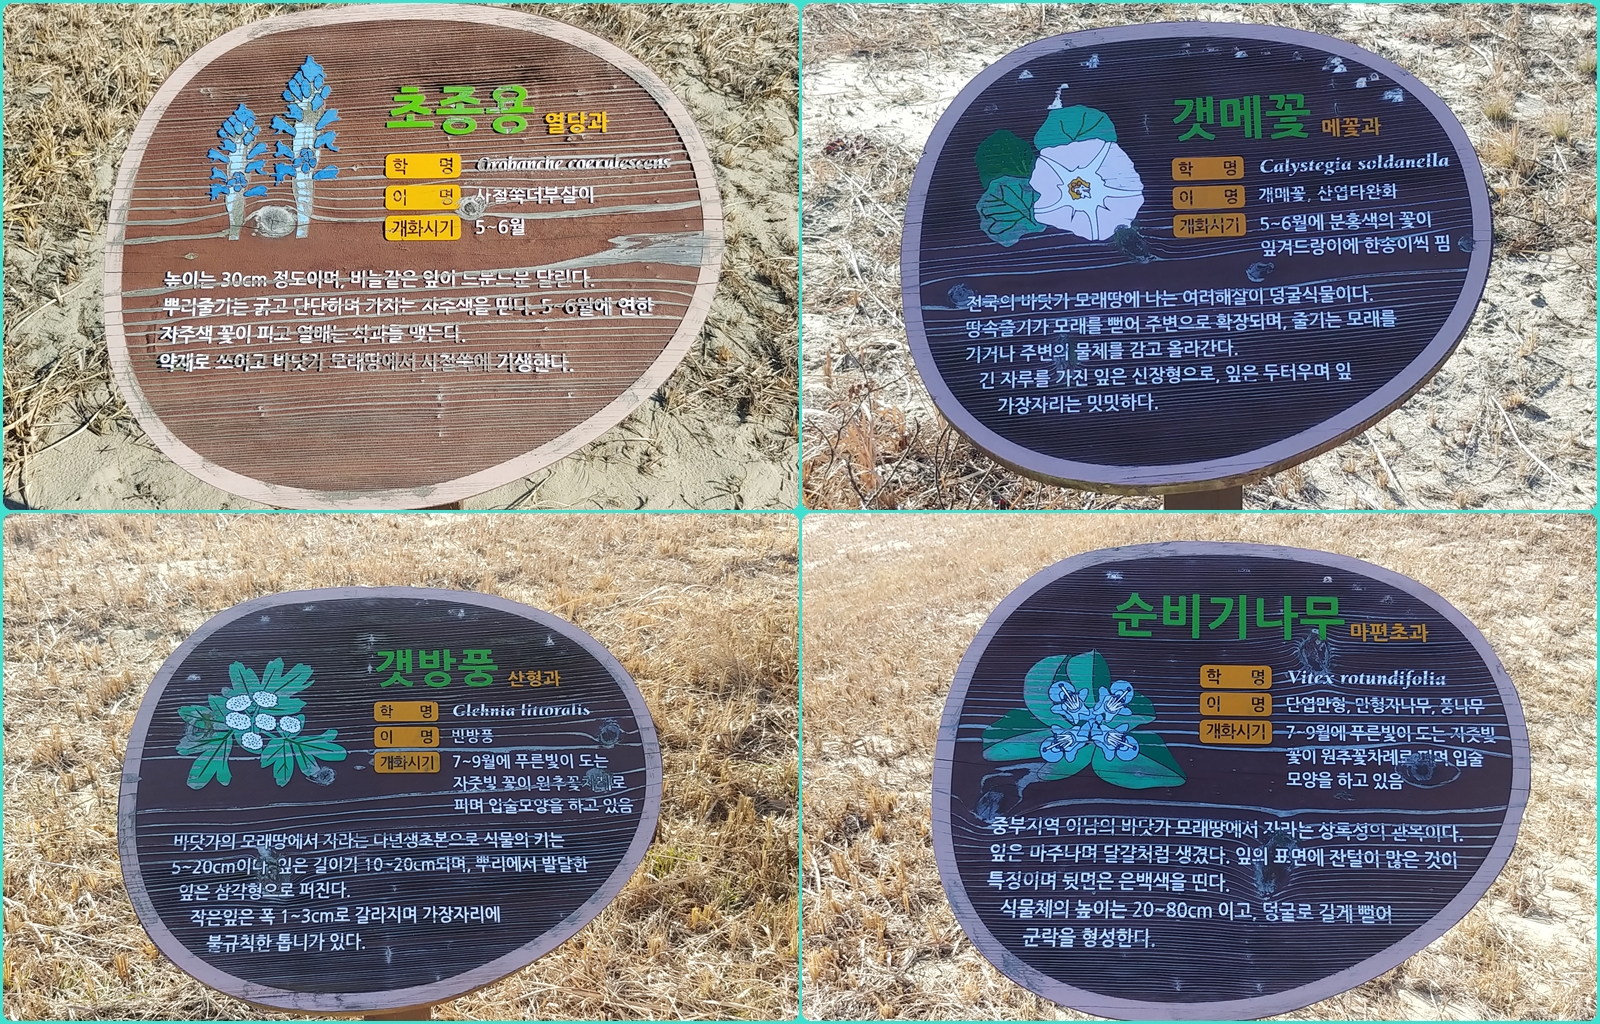 초종용 열당과
학 명 Orobanche coerulescens
이 명 사철쑥더부살이
개화시기 5~6월
높이는 30cm 정도이며, 비늘같은 잎이 드문드문 달린다.
뿌리줄기는 굵고 단단하며 가지는 자주색을 띤다. 5~6월에 연한
자주색 꽃이 피고 열매는 삭과를 맺는다.
약재로 쓰이고 바닷가 모래땅에서 사철쑥에 기생한다.
갯메꽃 메꽃과
학 명 Calystegia soldanella
이 명 개메꽃, 산엽타완화
개화시기 5~6월에 분홍색의 꽃이
잎겨드랑이에 한송이씩 핌
전국의 바닷가 모래땅에 나는 여러해살이 덩굴식물이다.
땅속줄기가 모래를 뻗어 주변으로 확장되며, 줄기는 모래를
기거나 주변의 물체를 감고 올라간다.
긴 자루를 가진 잎은 신장형으로, 잎은 두터우며 잎
가장자리는 밋밋하다.
갯방풍 산형과
학 명 Glehnia littoralis
이 명 빈방풍
개화시기 7~9월에 푸른빛이 도는
자줏빛 꽃이 원추꽃차례로
피며 입술모양을 하고 있음
바닷가의 모래땅에서 자라는 다년생초본으로 식물의 키는
5~20cm이다. 잎은 길이기 10~20cm되며, 뿌리에서 발달한
잎은 삼각형으로 퍼진다.
작은잎은 폭 1~3cm로 갈라지며 가장자리에
불규칙한 톱니가 있다.
순비기나무 마편초과
학 명 Vitex rotundifolia
이 명 단엽만형, 만형자나무, 풍나무
개화시기 7~9월에 푸른빛이 도는 자줏빛
꽃이 원추꽃차례로 피며 입술
모양을 하고 있음
중부지역 이남의 바닷가 모래땅에서 자라는 상록성의 관목이다.
잎은 마주나며 달걀처럼 생겼다. 잎의 표면에 잔털이 많은 것이
특징이며 뒷면은 은백색을 띤다.
식물체의 높이는 20~80cm 이고, 덩굴로 길게 뻗어
군락을 형성한다.